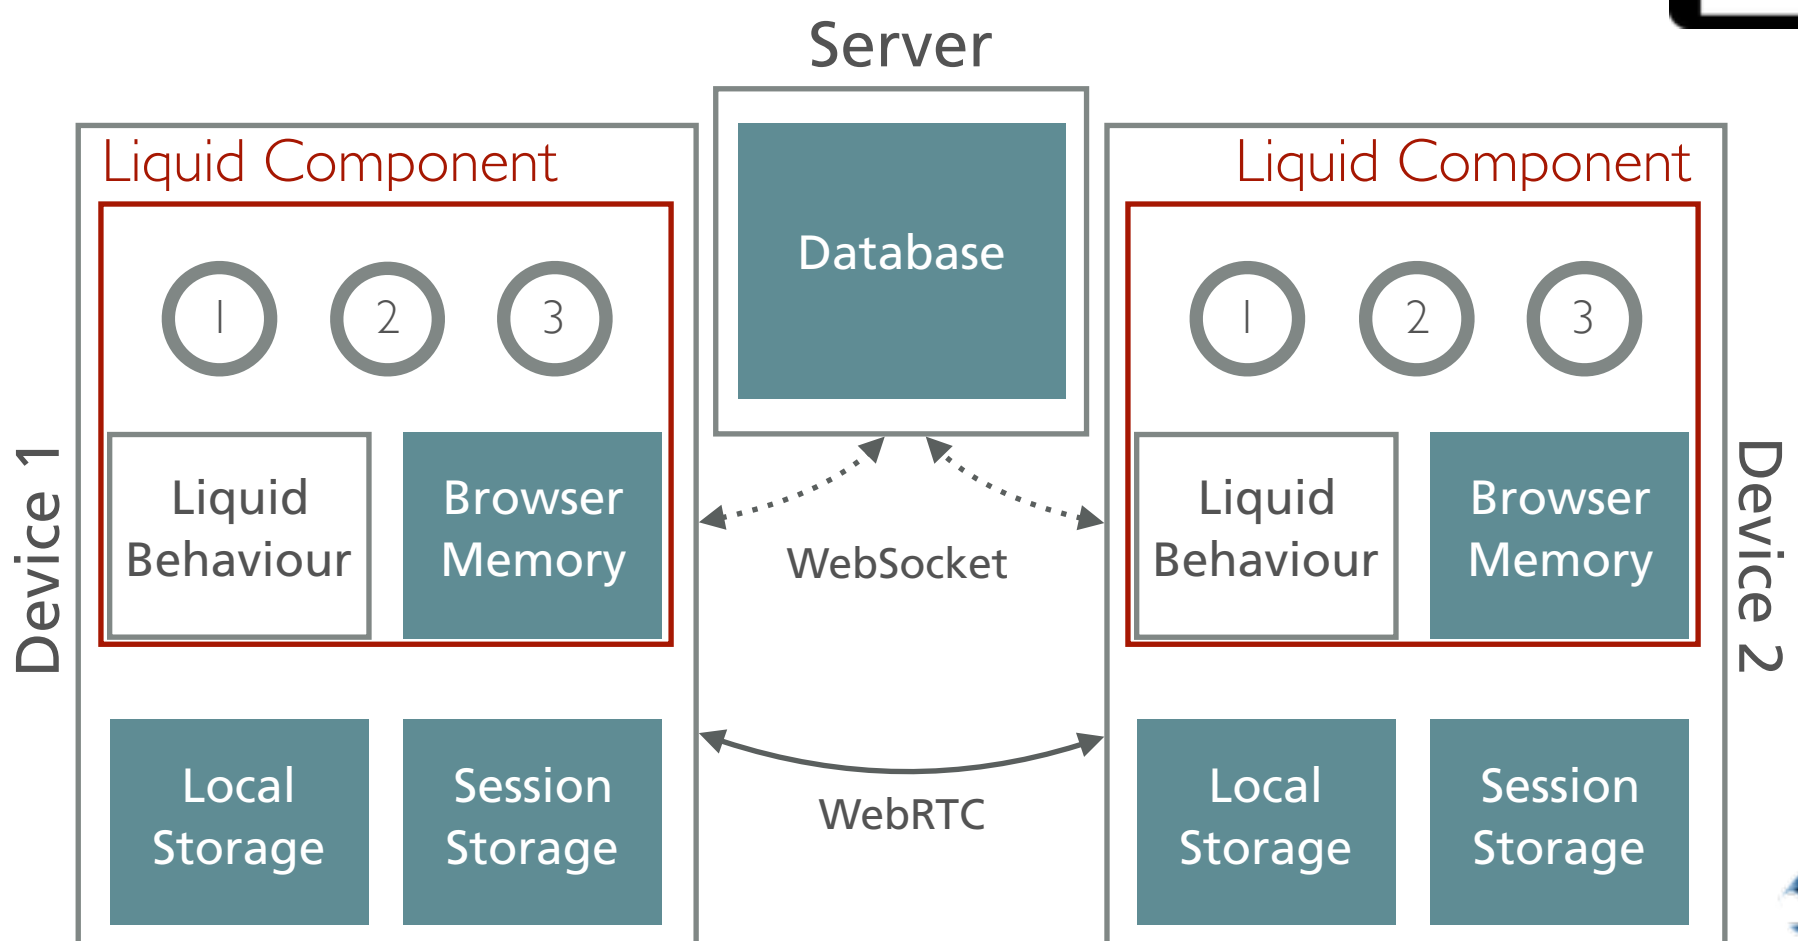 Server
Device 1
Liquid Component
1 2 3
Liquid
Behaviour
Browser
Memory
Local
Storage
Session
Storage
Database
WebSocket
WebRTC
Liquid Component
1 2 3
Liquid
Behaviour
Browser
Memory
Local
Storage
Session
Storage
Device 2